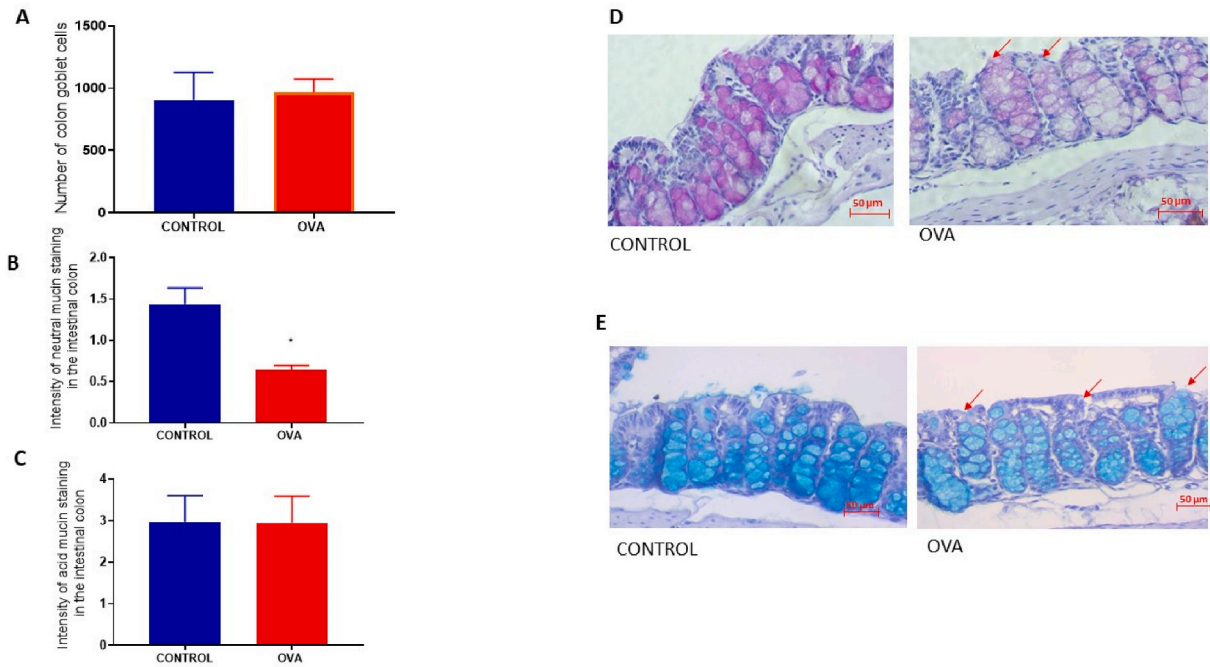 A
Number of colon goblet cells
1500
1000
500
0
CONTROL OVA
B
Intensity of neutral mucin staining
in the intestinal colon
2.0
1.5
1.0
0.5
0.0
*
CONTROL OVA
C
Intensity of acid mucin staining
in the intestinal colon
4
3
2
1
0
CONTROL OVA
D
50 µm
50 µm
CONTROL
OVA
E
50 µm
50 µm
CONTROL
OVA